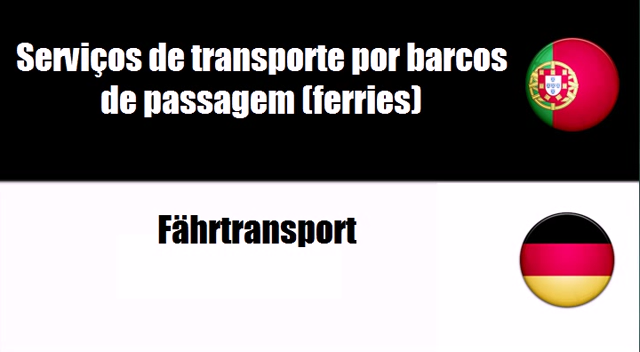 Serviços de transporte por barcos
de passagem (ferries)
Fährtransport